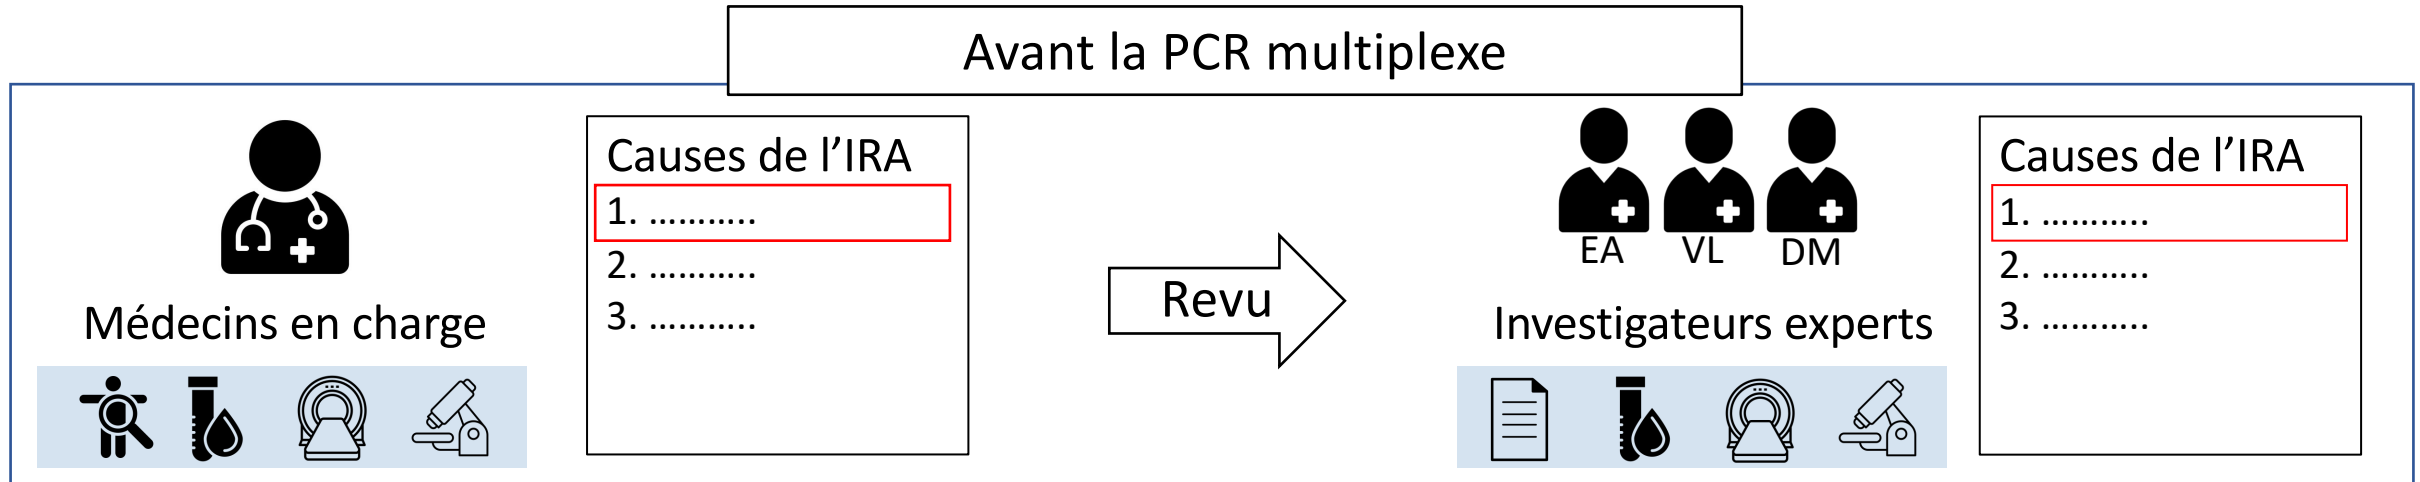 Avant la PCR multiplexe
Médecins en charge
Causes de l’IRA
1. ...........
2. ...........
3. ...........
Revu
EA VL DM
Investigateurs experts
Causes de l’IRA
1. ...........
2. ...........
3. ...........